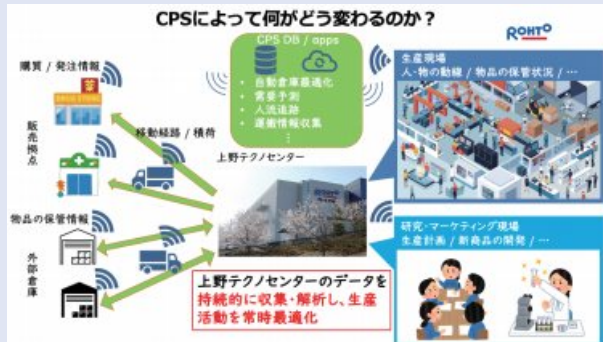 CPSによって何がどう変わるのか？
ROHTO
CPS DB / apps
• 自動倉庫最適化
• 需要予測
• 人流追跡
• 運搬情報収集
⋮
購買 / 発注情報
DRUG STORE
販売拠点
移動経路 / 積荷
上野テクノセンター
物品の保管情報
外部倉庫
上野テクノセンターのデータを
持続的に収集・解析し、生産
活動を常時最適化
生産現場
人・物の動線 / 物品の保管状況 / …
研究・マーケティング現場
生産計画 / 新商品の開発 / …